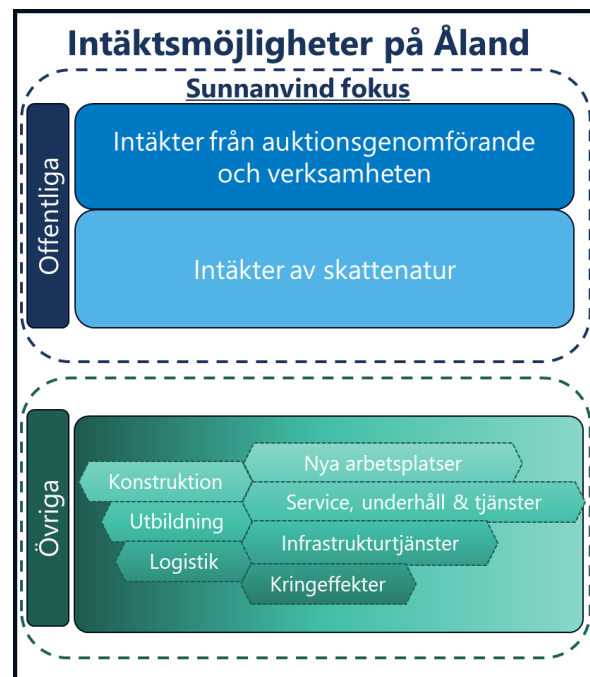 Intäktsmöjligheter på Åland
Sunnanvind fokus
Offentliga
Intäkter från auktionsgenomförande
och verksamheten
Intäkter av skattenatur
Övriga
Konstruktion
Utbildning
Logistik
Nya arbetsplatser
Service, underhåll & tjänster
Infrastrukturtjänster
Kringeffekter